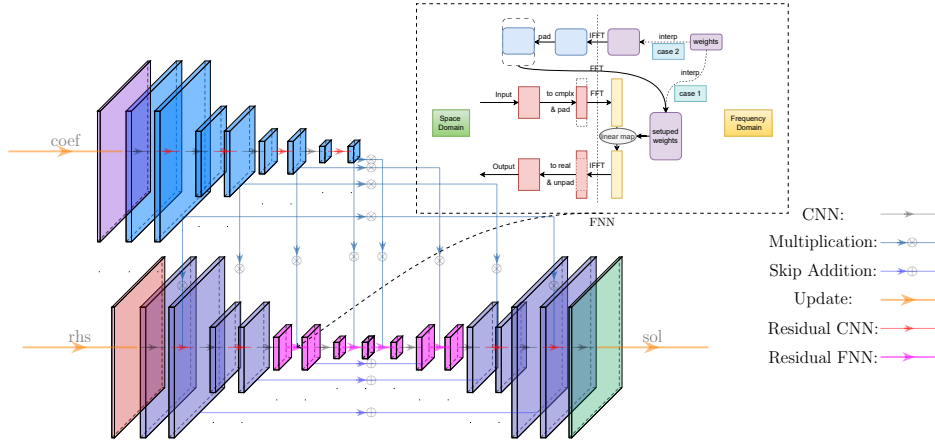 pad
IFFT
interp
weights
case 2
FFT
interp
Input
to cmplx
FFT
case 1
& pad
Space
Domain
linear map
setuped
weights
Frequency
Domain
coef
Output
to real
IFFT
& unpad
FNN
CNN:
Multiplication:
Skip Addition:
Update:
rhs
sol
Residual CNN:
Residual FNN: